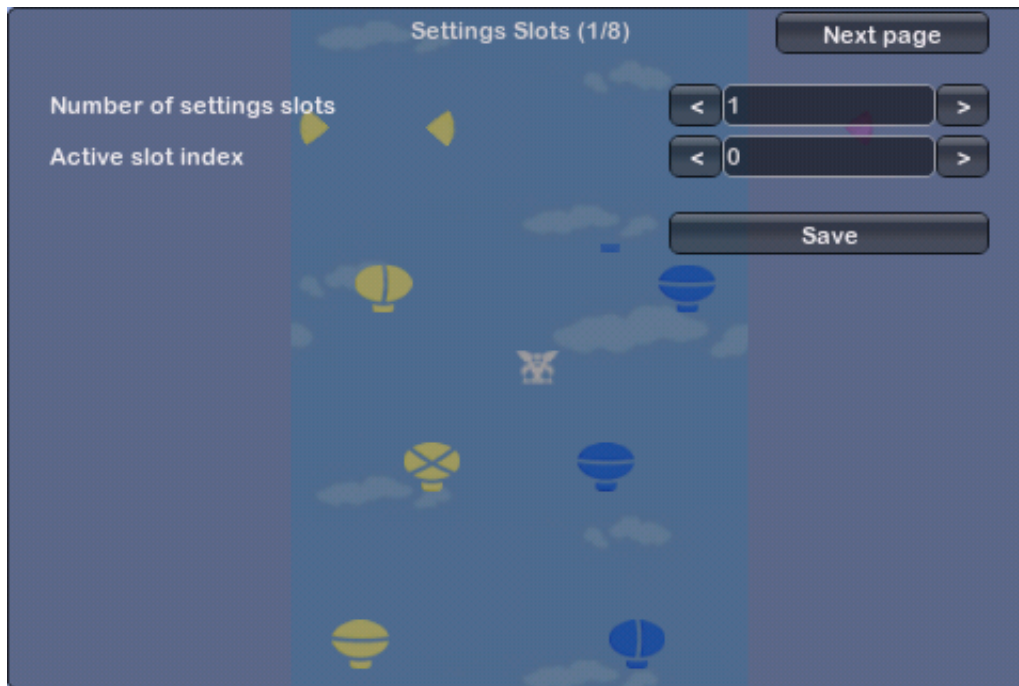 Settings Slots (1/8)
Next page
Number of settings slots < 1 >
Active slot index < 0 >
Save